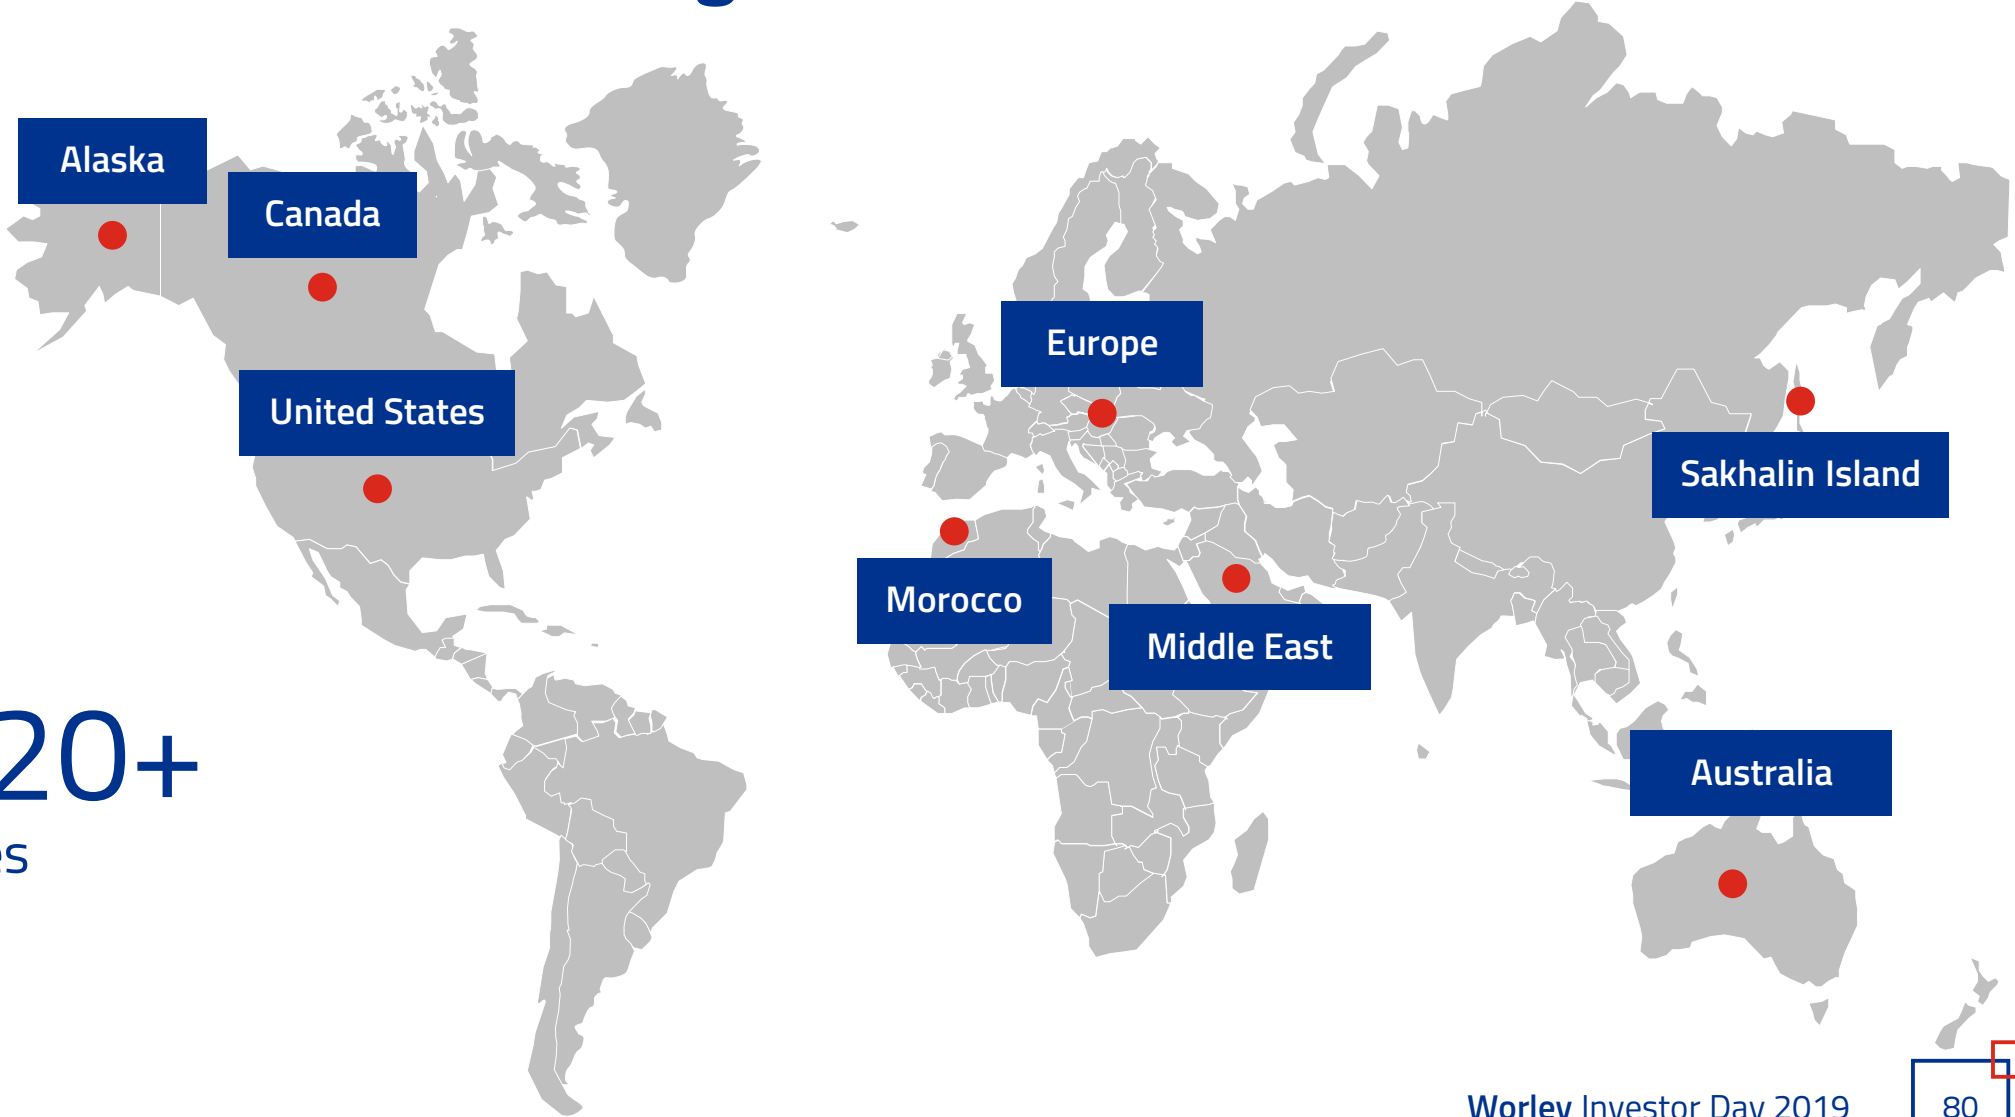 Alaska
Canada
Europe
United States
Sakhalin Island
Morocco
Middle East
20+
Australia
Worley Investor Day 2019
80